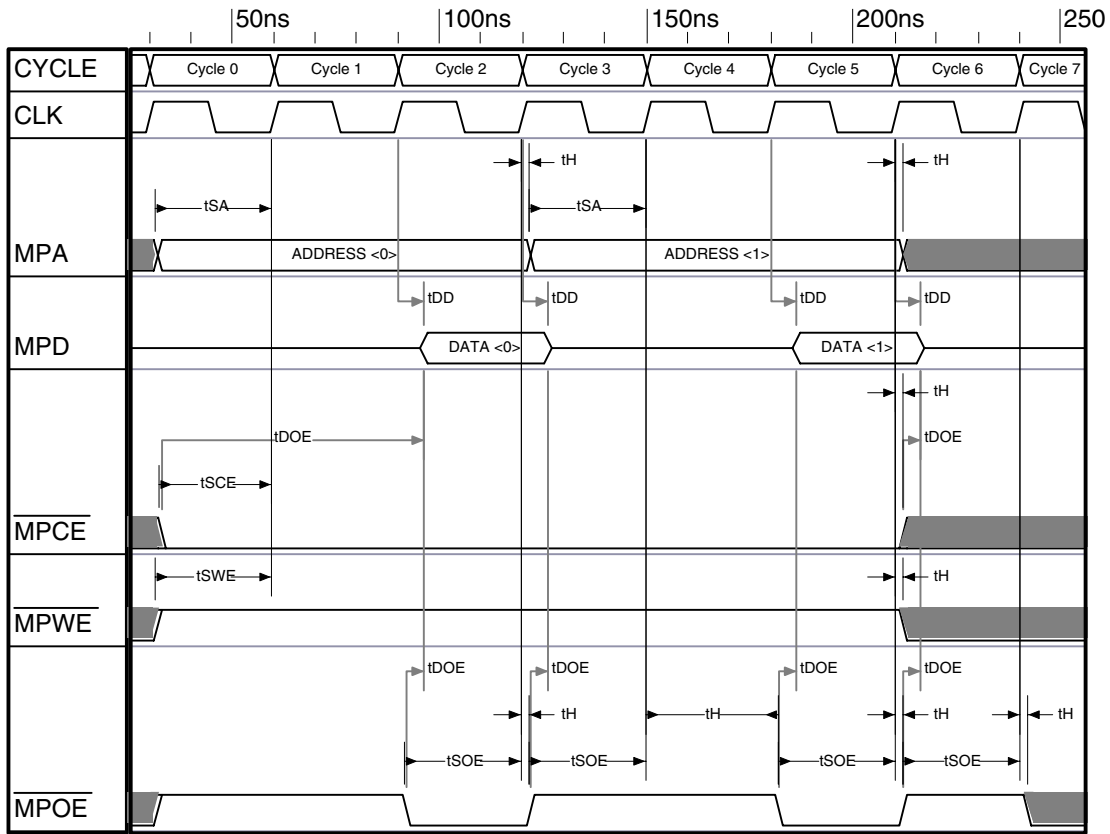 50ns 100ns 150ns 200ns 250
CYCLE Cycle 0 Cycle 1 Cycle 2 Cycle 3 Cycle 4 Cycle 5 Cycle 6 Cycle 7
CLK
tH tH
tSA tSA
MPA ADDRESS <0> ADDRESS <1>
tDD tDD tDD tDD
MPD DATA <0> DATA <1>
tH
tDOE tDOE
tSCE
MPCE
tSWE tH
MPWE
tDOE tDOE tDOE tDOE
tH tH tH tH
tSOE tSOE tSOE tSOE
MPOE